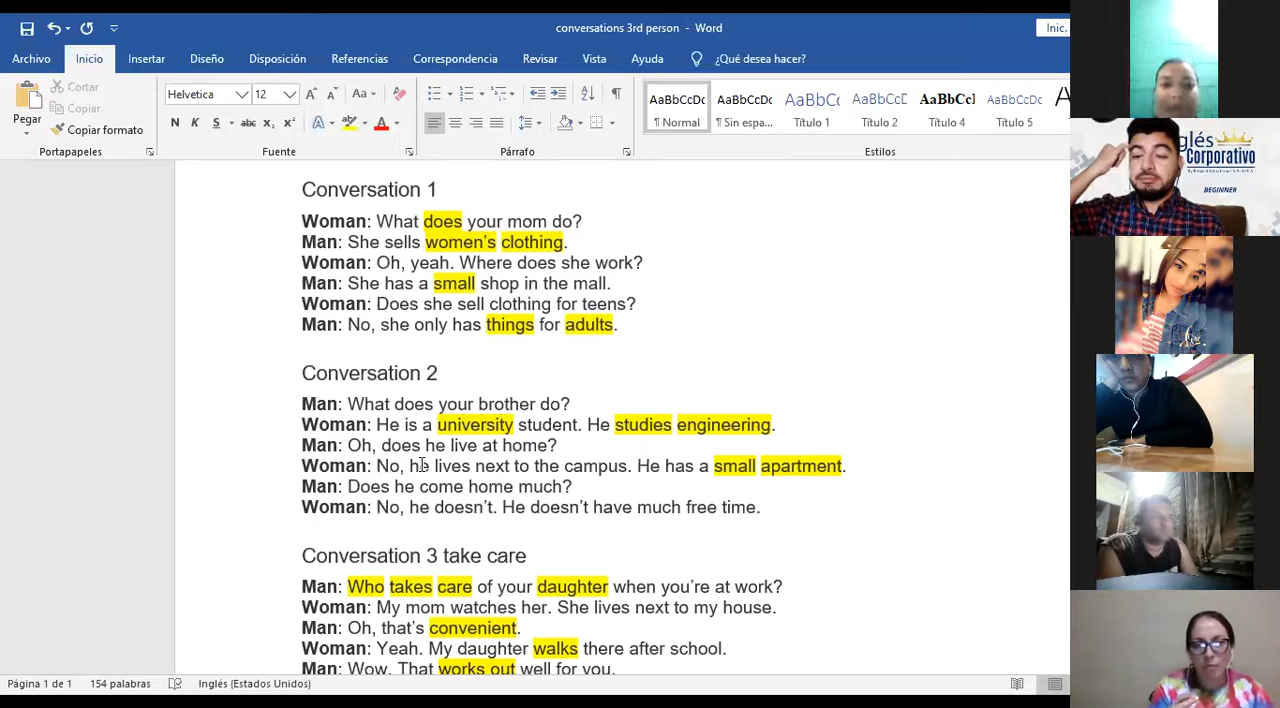 conversations 3rd person - Word
Inic.
Archivo Inicio Insertar Diseño Disposición Referencias Correspondencia Revisar Vista Ayuda ¿Qué desea hacer?
Pegar
Cortar
Copiar
Copiar formato
Portapapeles
Helvetica 12
Aa
N K S abc x₂ x²
Fuente
Párrafo
AaBbCcDc AaBbCcDc AaBbC AaBbCcD AaBbCcI AaBbCcD A
¶ Normal ¶ Sin espa... Título 1 Título 2 Título 4 Título 5
Estilos
Conversation 1
Woman: What does your mom do?
Man: She sells women's clothing.
Woman: Oh, yeah. Where does she work?
Man: She has a small shop in the mall.
Woman: Does she sell clothing for teens?
Man: No, she only has things for adults.
Conversation 2
Man: What does your brother do?
Woman: He is a university student. He studies engineering.
Man: Oh, does he live at home?
Woman: No, he lives next to the campus. He has a small apartment.
Man: Does he come home much?
Woman: No, he doesn't. He doesn't have much free time.
Conversation 3 take care
Man: Who takes care of your daughter when you're at work?
Woman: My mom watches her. She lives next to my house.
Man: Oh, that's convenient.
Woman: Yeah. My daughter walks there after school.
Man: Wow. That works out well for you.
Página 1 de 1 154 palabras Inglés (Estados Unidos)
glés
Corporativo
BEGINNER